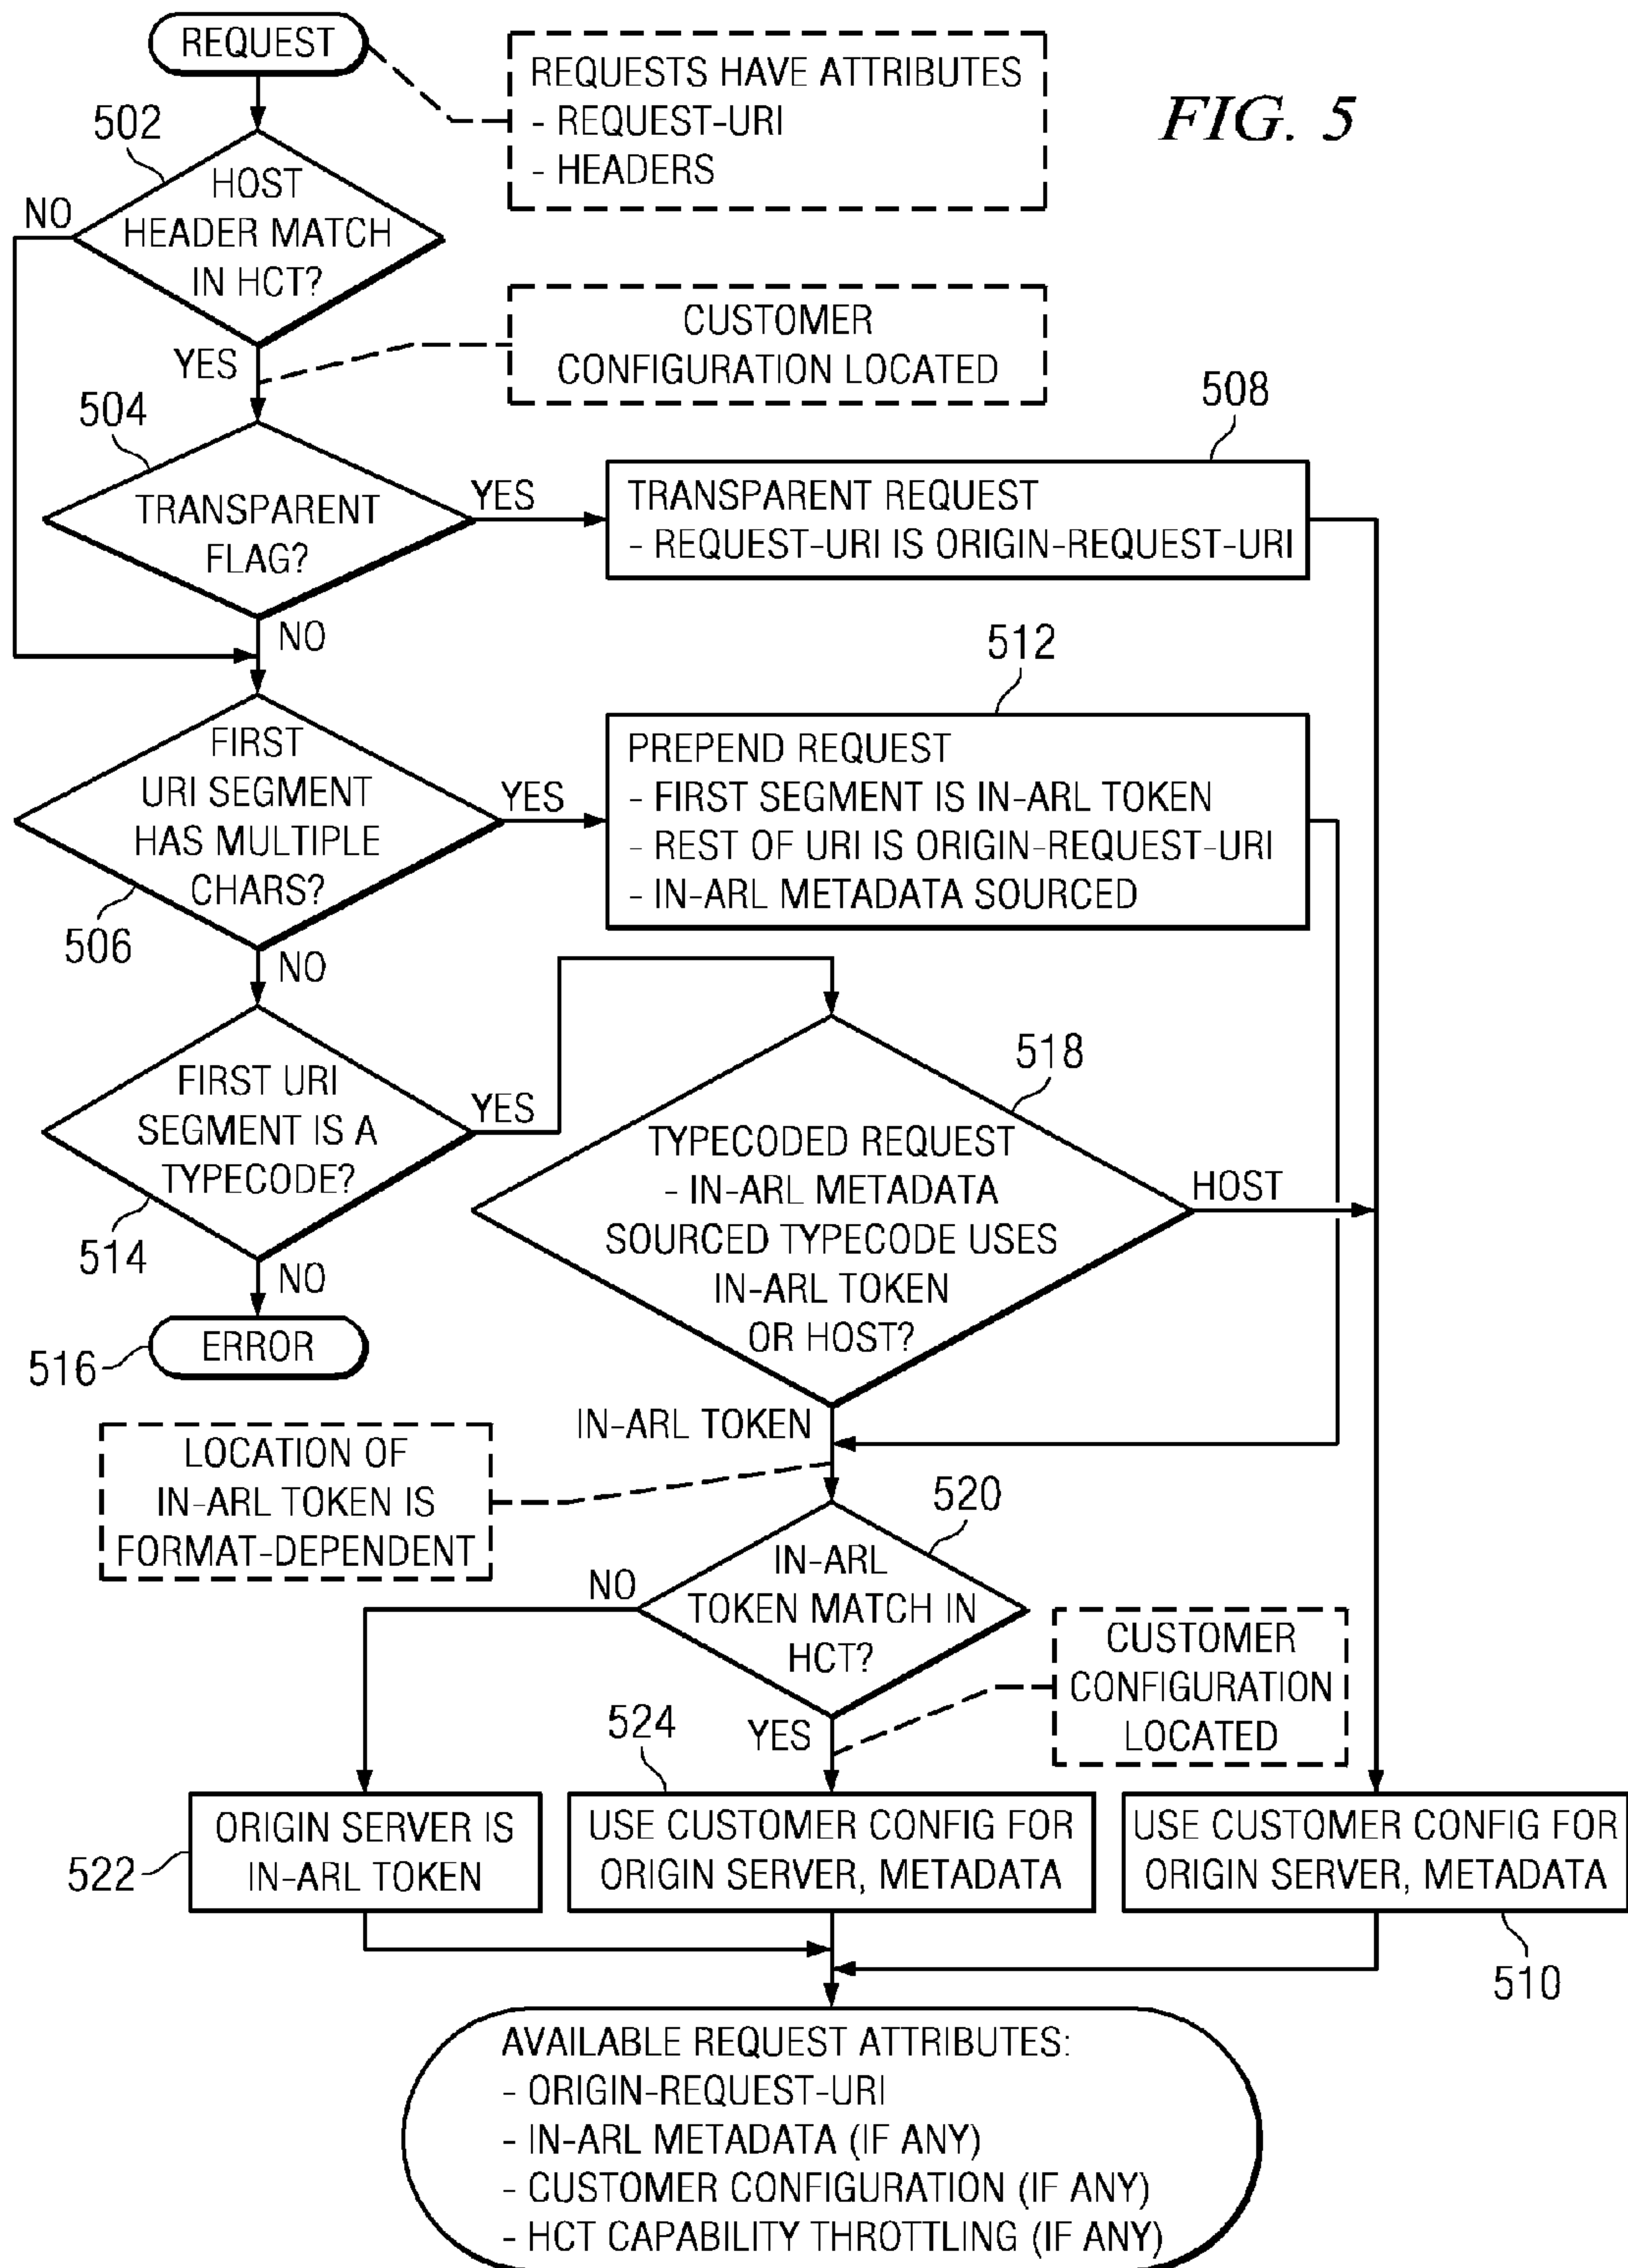 REQUEST
REQUESTS HAVE ATTRIBUTES
- REQUEST-URI
- HEADERS
FIG. 5
502
HOST
HEADER MATCH
IN HCT?
NO
YES
CUSTOMER
CONFIGURATION LOCATED
504
TRANSPARENT
FLAG?
YES
NO
508
TRANSPARENT REQUEST
- REQUEST-URI IS ORIGIN-REQUEST-URI
512
FIRST
URI SEGMENT
HAS MULTIPLE
CHARS?
506
YES
NO
PREPEND REQUEST
- FIRST SEGMENT IS IN-ARL TOKEN
- REST OF URI IS ORIGIN-REQUEST-URI
- IN-ARL METADATA SOURCED
FIRST URI
SEGMENT IS A
TYPECODE?
514
YES
NO
ERROR
516
518
TYPECODED REQUEST
- IN-ARL METADATA
SOURCED TYPECODE USES
IN-ARL TOKEN
OR HOST?
HOST
IN-ARL TOKEN
LOCATION OF
IN-ARL TOKEN IS
FORMAT-DEPENDENT
520
IN-ARL
TOKEN MATCH IN
HCT?
NO
YES
CUSTOMER
CONFIGURATION
LOCATED
524
ORIGIN SERVER IS
IN-ARL TOKEN
522
USE CUSTOMER CONFIG FOR
ORIGIN SERVER, METADATA
USE CUSTOMER CONFIG FOR
ORIGIN SERVER, METADATA
510
AVAILABLE REQUEST ATTRIBUTES:
- ORIGIN-REQUEST-URI
- IN-ARL METADATA (IF ANY)
- CUSTOMER CONFIGURATION (IF ANY)
- HCT CAPABILITY THROTTLING (IF ANY)